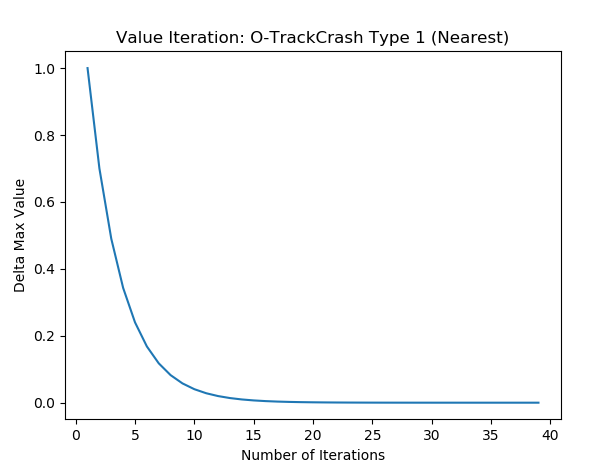 Value Iteration: O-TrackCrash Type 1 (Nearest)
1.0
0.8
0.6
0.4
0.2
0.0
Delta Max Value
0 5 10 15 20 25 30 35 40
Number of Iterations